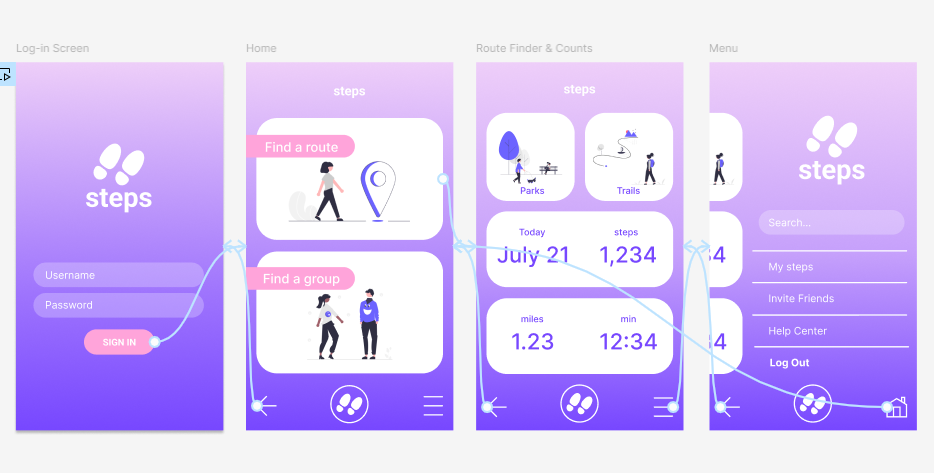 Log-in Screen
steps
Username
Password
SIGN IN
Home
steps
Find a route
Find a group
Route Finder & Counts
steps
Parks
Trails
Today
July 21
steps
1,234
miles
1.23
min
12:34
Menu
steps
Search...
34
34
My steps
Invite Friends
Help Center
Log Out